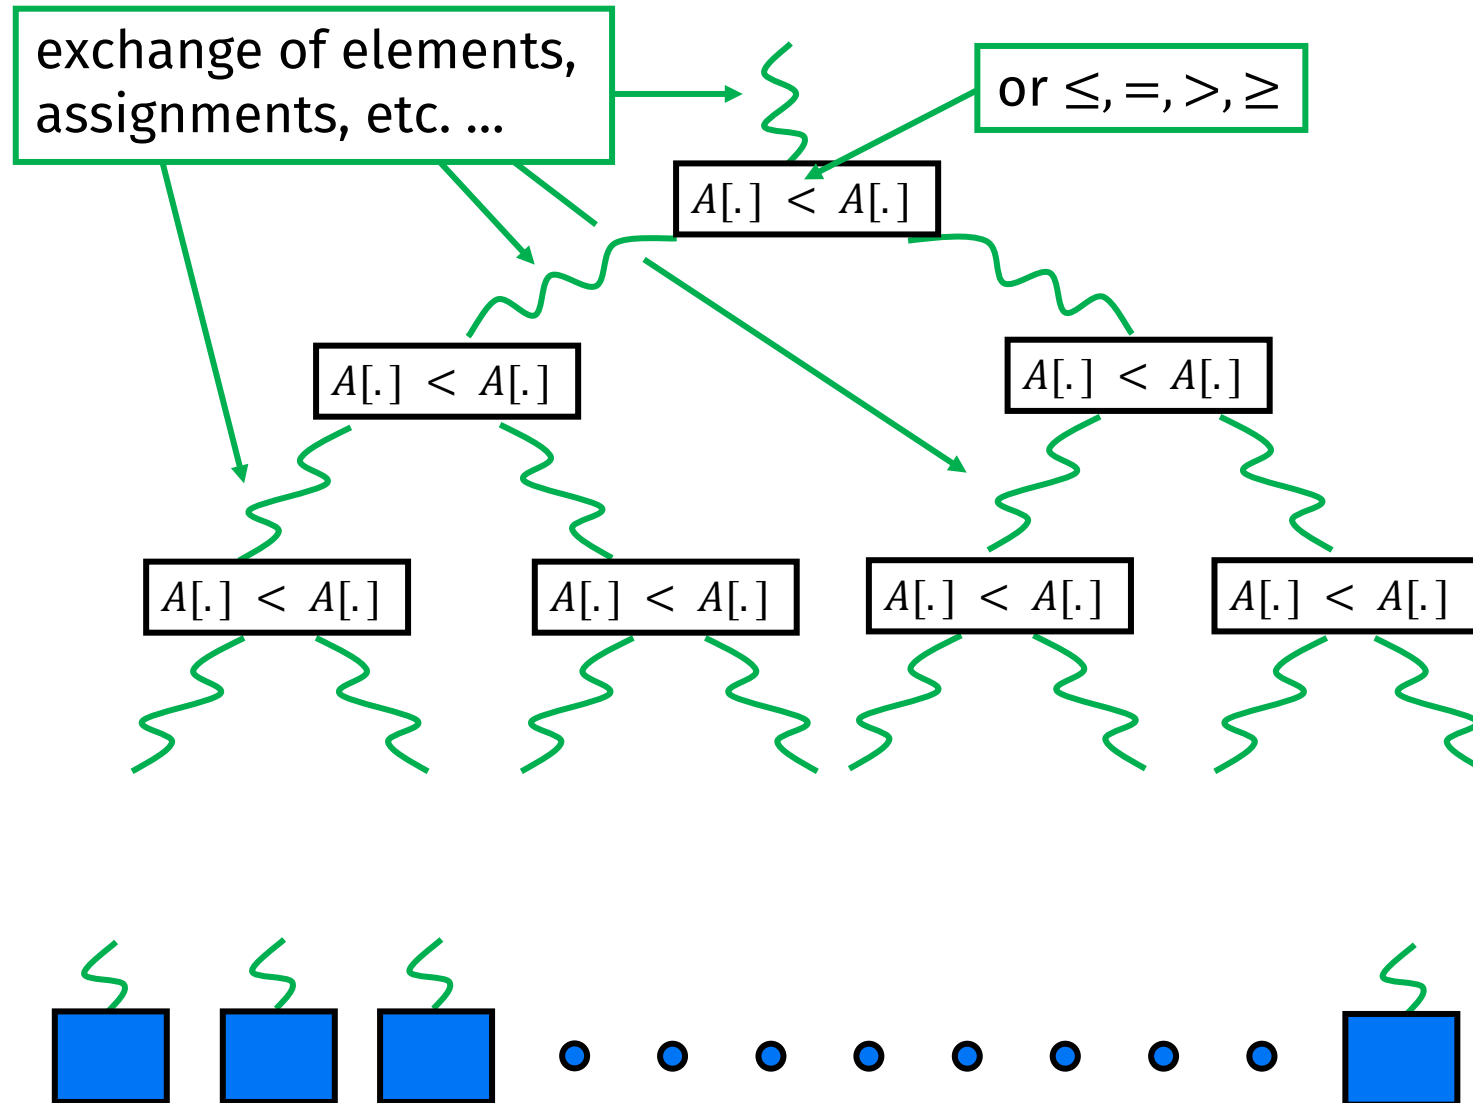 exchange of elements,
assignments, etc. ...
or ≤, =, >, ≥
A[.] < A[.]
A[.] < A[.]
A[.] < A[.]
A[.] < A[.]
A[.] < A[.]
A[.] < A[.]
A[.] < A[.]